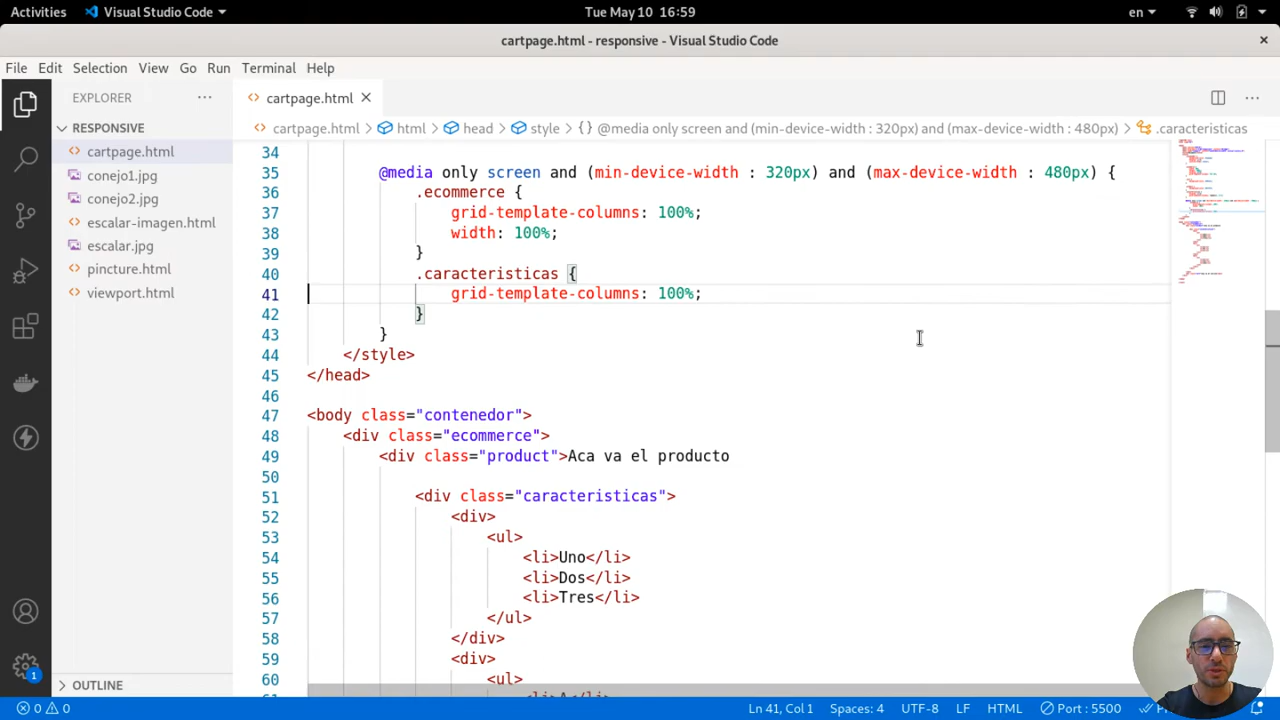 Activities Visual Studio Code Tue May 10 16:59 en
cartpage.html - responsive - Visual Studio Code
File Edit Selection View Go Run Terminal Help
EXPLORER
cartpage.html
RESPONSIVE
cartpage.html
conejo1.jpg
conejo2.jpg
escalar-imagen.html
escalar.jpg
pincture.html
viewport.html
OUTLINE
cartpage.html html head style @media only screen and (min-device-width : 320px) and (max-device-width : 480px) .caracteristicas
34
35 @media only screen and (min-device-width : 320px) and (max-device-width : 480px) {
36 .ecommerce {
37 grid-template-columns: 100%;
38 width: 100%;
39 }
40 .caracteristicas {
41 grid-template-columns: 100%;
42 }
43 }
44 </style>
45 </head>
46
47 <body class="contenedor">
48 <div class="ecommerce">
49 <div class="product">Aca va el producto
50
51 <div class="caracteristicas">
52 <div>
53 <ul>
54 <li>Uno</li>
55 <li>Dos</li>
56 <li>Tres</li>
57 </ul>
58 </div>
59 <div>
60 <ul>
1
0 0 Ln 41, Col 1 Spaces: 4 UTF-8 LF HTML Port : 5500